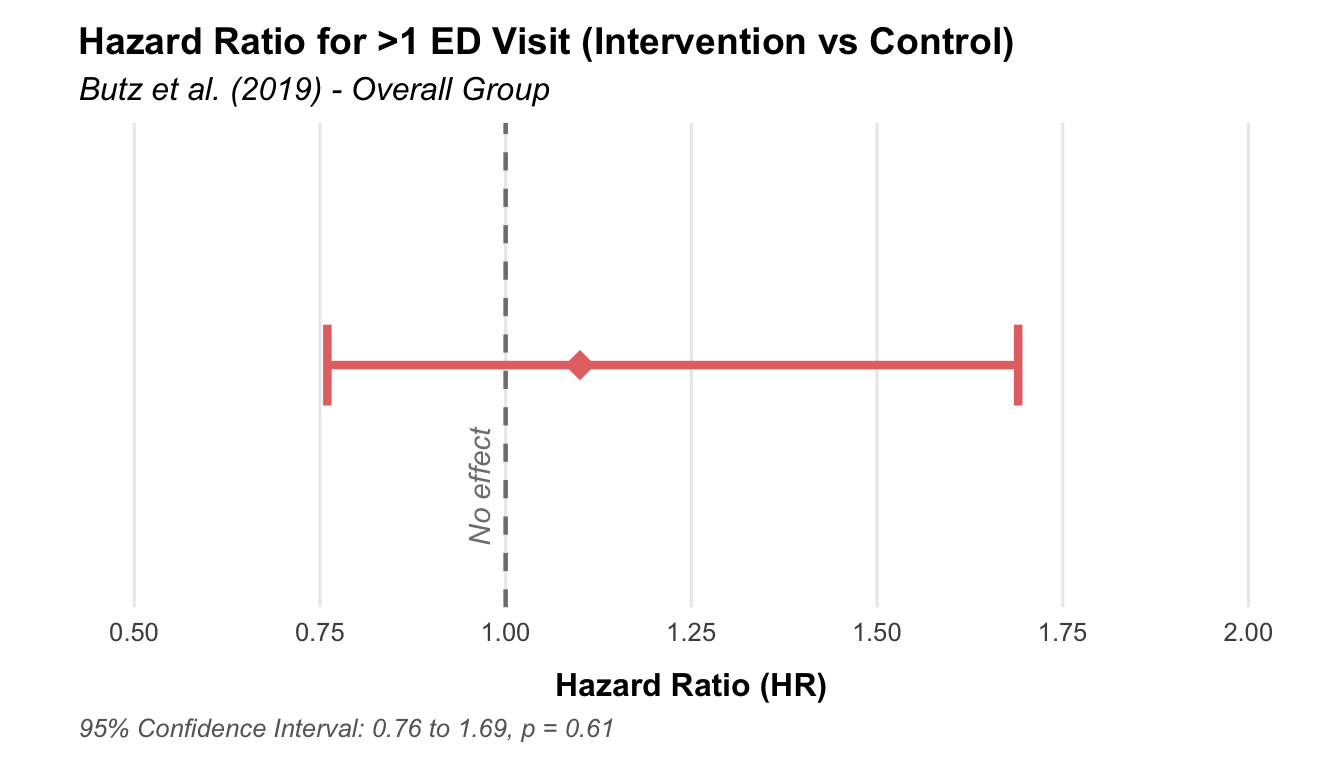 Hazard Ratio for >1 ED Visit (Intervention vs Control)
Butz et al. (2019) - Overall Group
No effect
0.50 0.75 1.00 1.25 1.50 1.75 2.00
Hazard Ratio (HR)
95% Confidence Interval: 0.76 to 1.69, p = 0.61